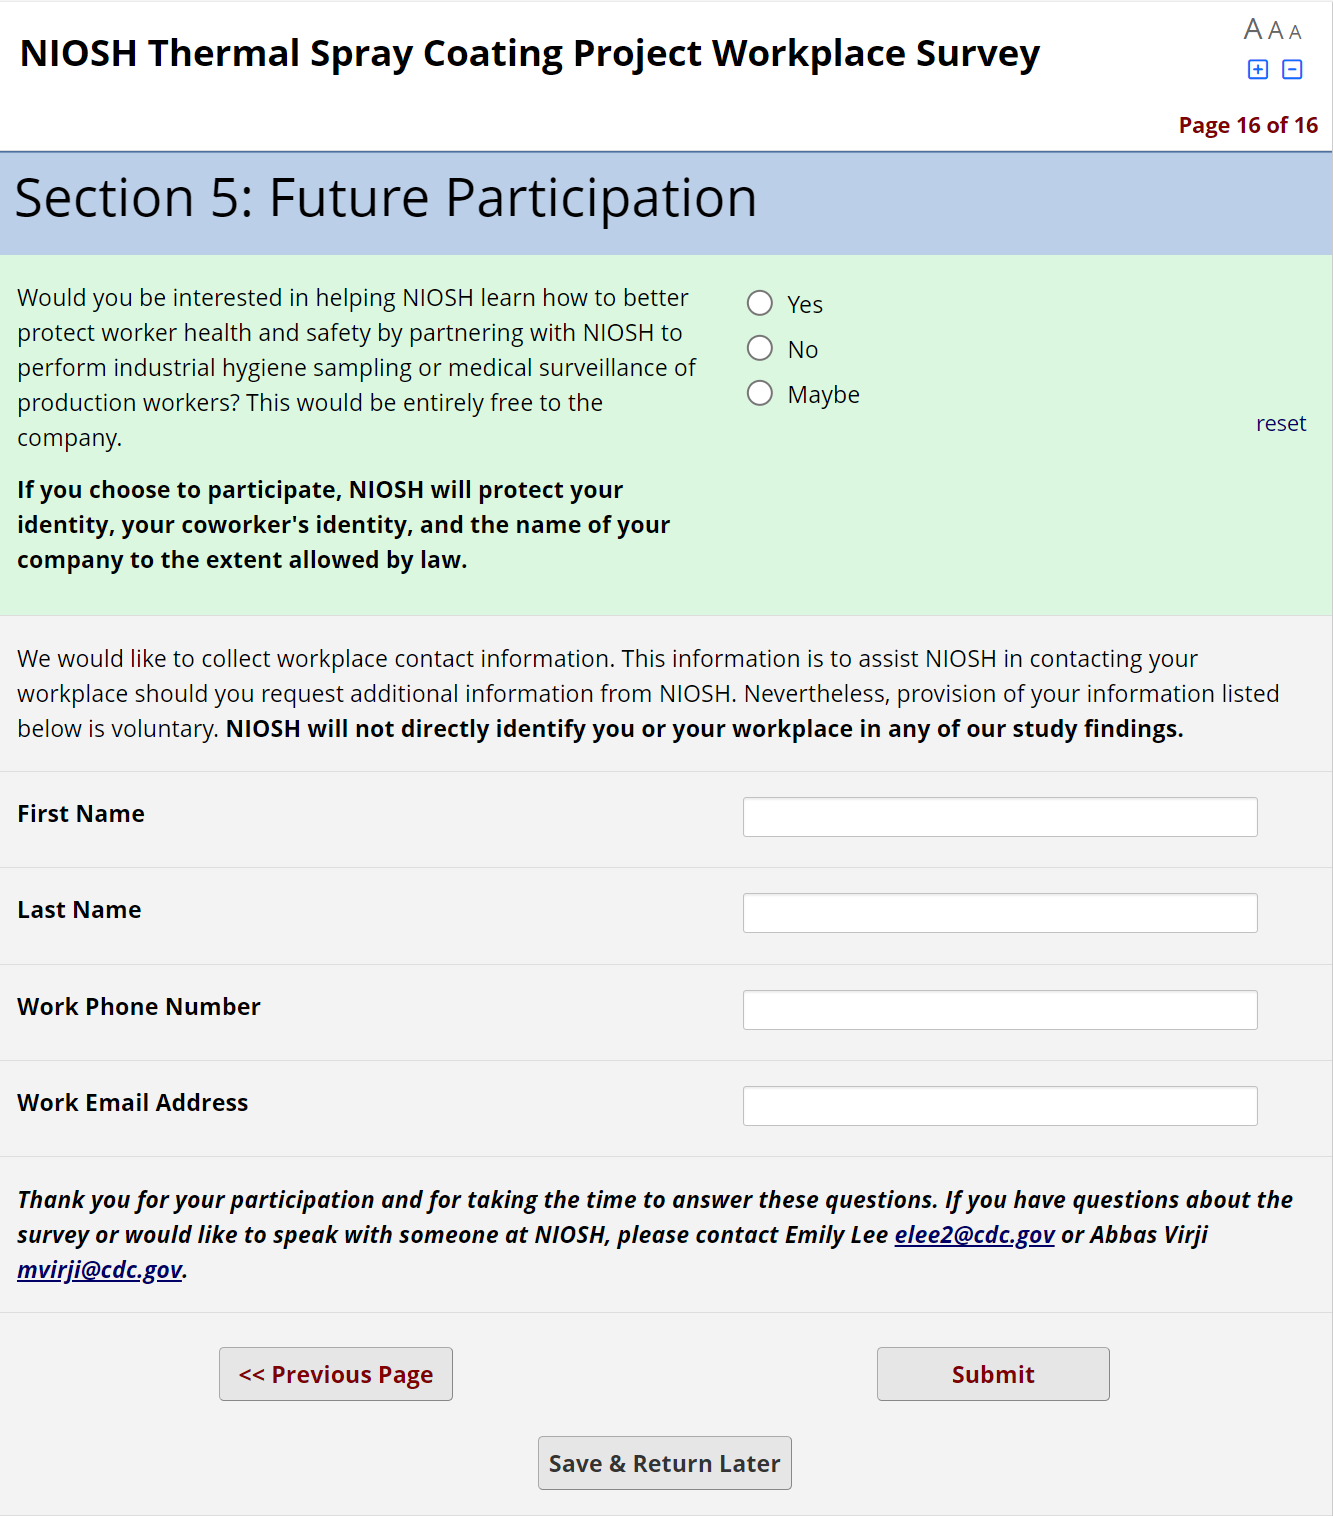 NIOSH Thermal Spray Coating Project Workplace Survey
A A A
Page 16 of 16
Section 5: Future Participation
Would you be interested in helping NIOSH learn how to better
protect worker health and safety by partnering with NIOSH to
perform industrial hygiene sampling or medical surveillance of
production workers? This would be entirely free to the
company.
Yes
No
Maybe
reset
If you choose to participate, NIOSH will protect your
identity, your coworker's identity, and the name of your
company to the extent allowed by law.
We would like to collect workplace contact information. This information is to assist NIOSH in contacting your
workplace should you request additional information from NIOSH. Nevertheless, provision of your information listed
below is voluntary. NIOSH will not directly identify you or your workplace in any of our study findings.
First Name
Last Name
Work Phone Number
Work Email Address
Thank you for your participation and for taking the time to answer these questions. If you have questions about the
survey or would like to speak with someone at NIOSH, please contact Emily Lee elee2@cdc.gov or Abbas Virji
mvirji@cdc.gov.
<< Previous Page
Submit
Save & Return Later